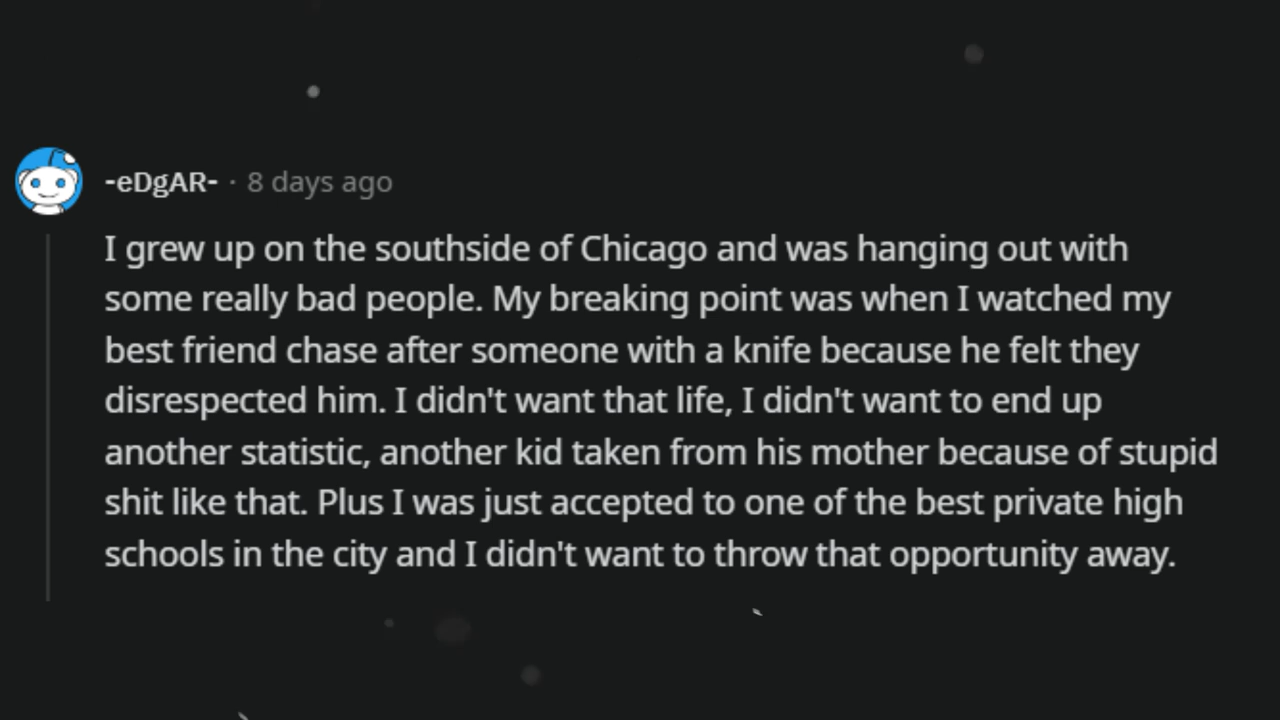 -eDgAR- · 8 days ago
I grew up on the southside of Chicago and was hanging out with
some really bad people. My breaking point was when I watched my
best friend chase after someone with a knife because he felt they
disrespected him. I didn't want that life, I didn't want to end up
another statistic, another kid taken from his mother because of stupid
shit like that. Plus I was just accepted to one of the best private high
schools in the city and I didn't want to throw that opportunity away.